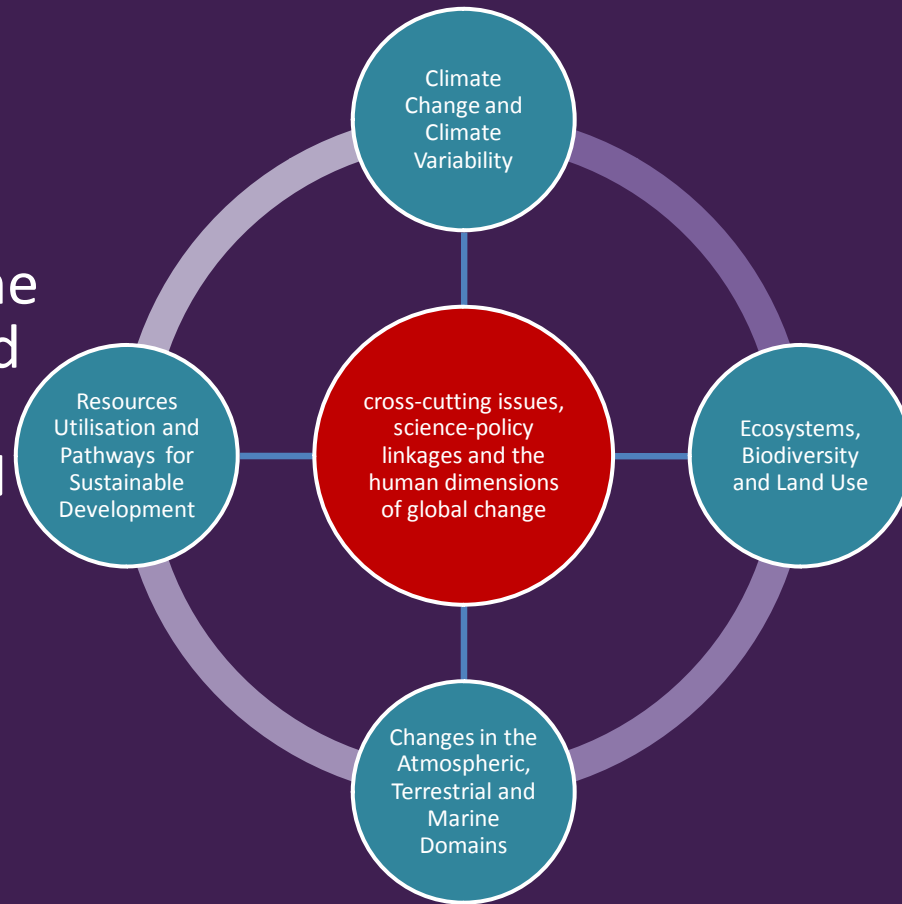 Climate
Change and
Climate
Variability
Resources
Utilisation and
Pathways for
Sustainable
Development
cross-cutting issues,
science-policy
linkages and the
human dimensions
of global change
Ecosystems,
Biodiversity
and Land Use
Changes in the
Atmospheric,
Terrestrial and
Marine
Domains